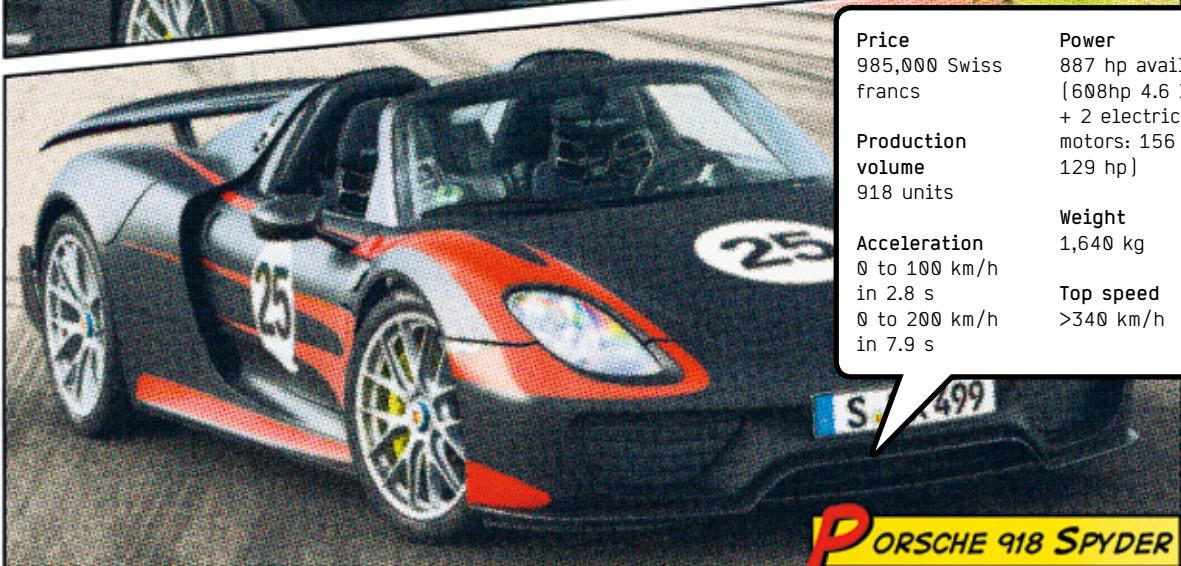 Price
985,000 Swiss
francs
Production
volume
918 units
Acceleration
0 to 100 km/h
in 2.8 s
0 to 200 km/h
in 7.9 s
Power
887 hp
(608hp 4.6
+ 2 electric
motors: 156
129 hp)
Weight
1,640 kg
Top speed
>340 km/h
25
25
S 499
PORSCHE 918 SPYDER